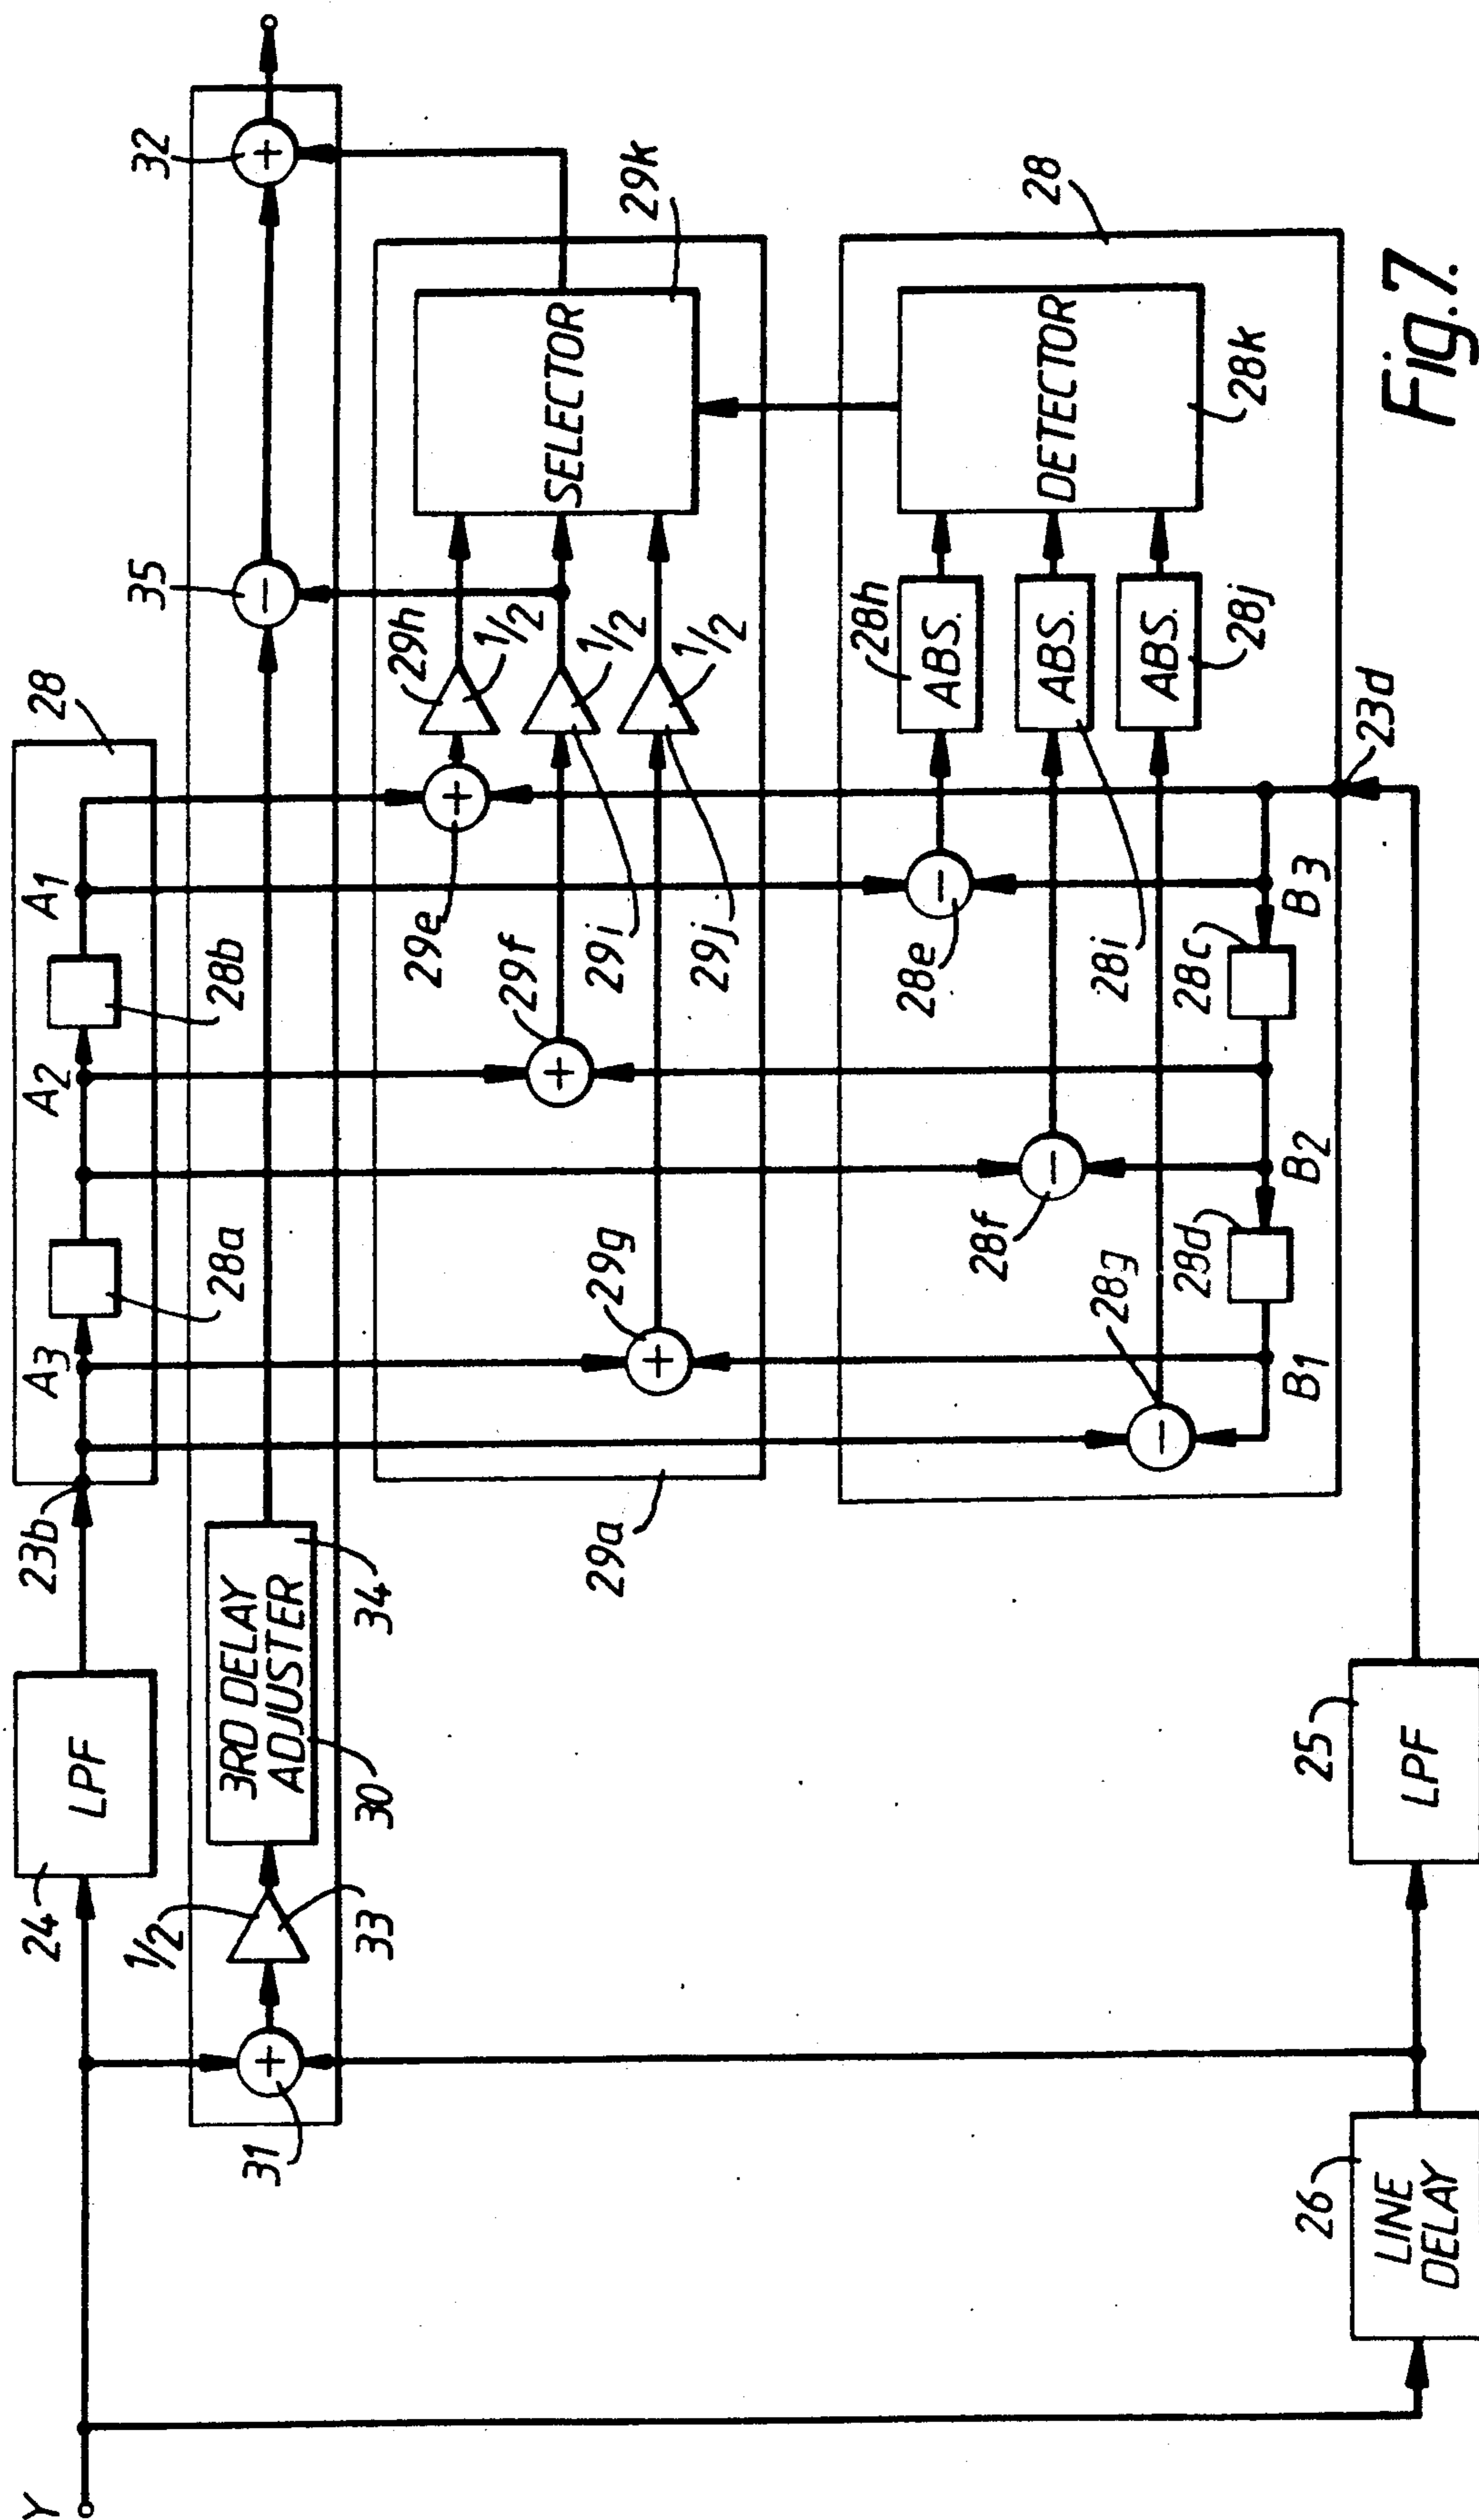 Y
24
LPF
23b
A3
A2
A1
28
28a
28b
31
1/2
33
3RD DELAY
ADJUSTER
30
34
35
32
29a
29g
29f
29e
29h
1/2
29i
1/2
29j
1/2
SELECTOR
29k
28g
28f
28e
28h
ABS.
28i
ABS.
28j
ABS.
DETECTOR
28k
28
28d
28c
B1
B2
B3
23d
26
LINE
DELAY
25
LPF
Fig.7.